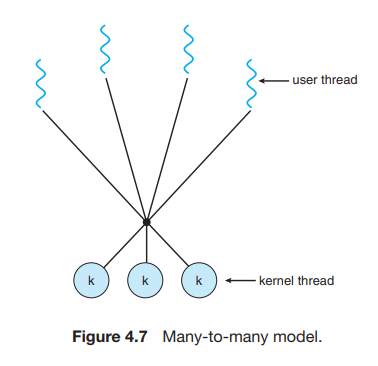 user thread
k k k
kernel thread
Figure 4.7 Many-to-many model.